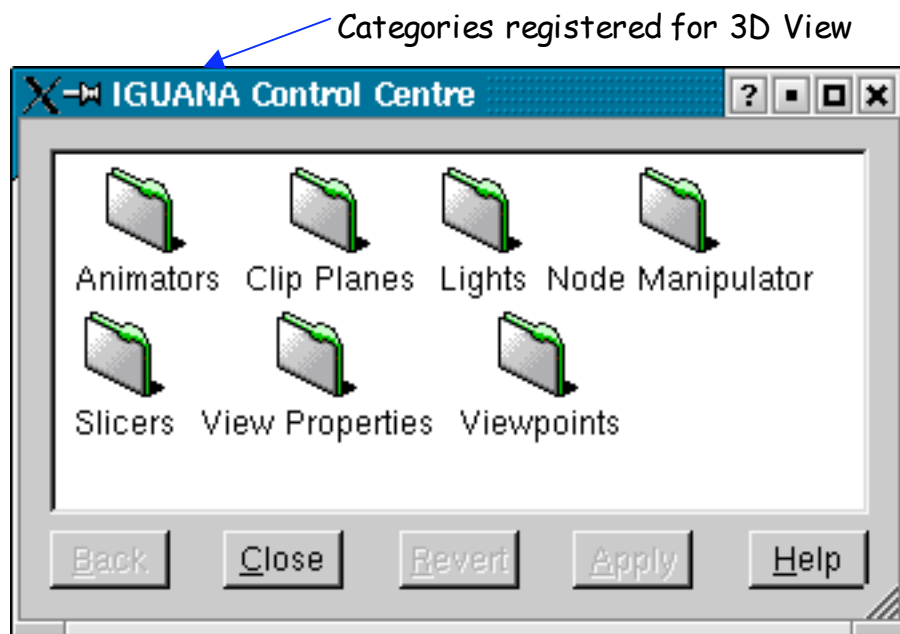 Categories registered for 3D View
IGUANA Control Centre
Animators Clip Planes Lights Node Manipulator
Slicers View Properties Viewpoints
Back Close Revert Apply Help